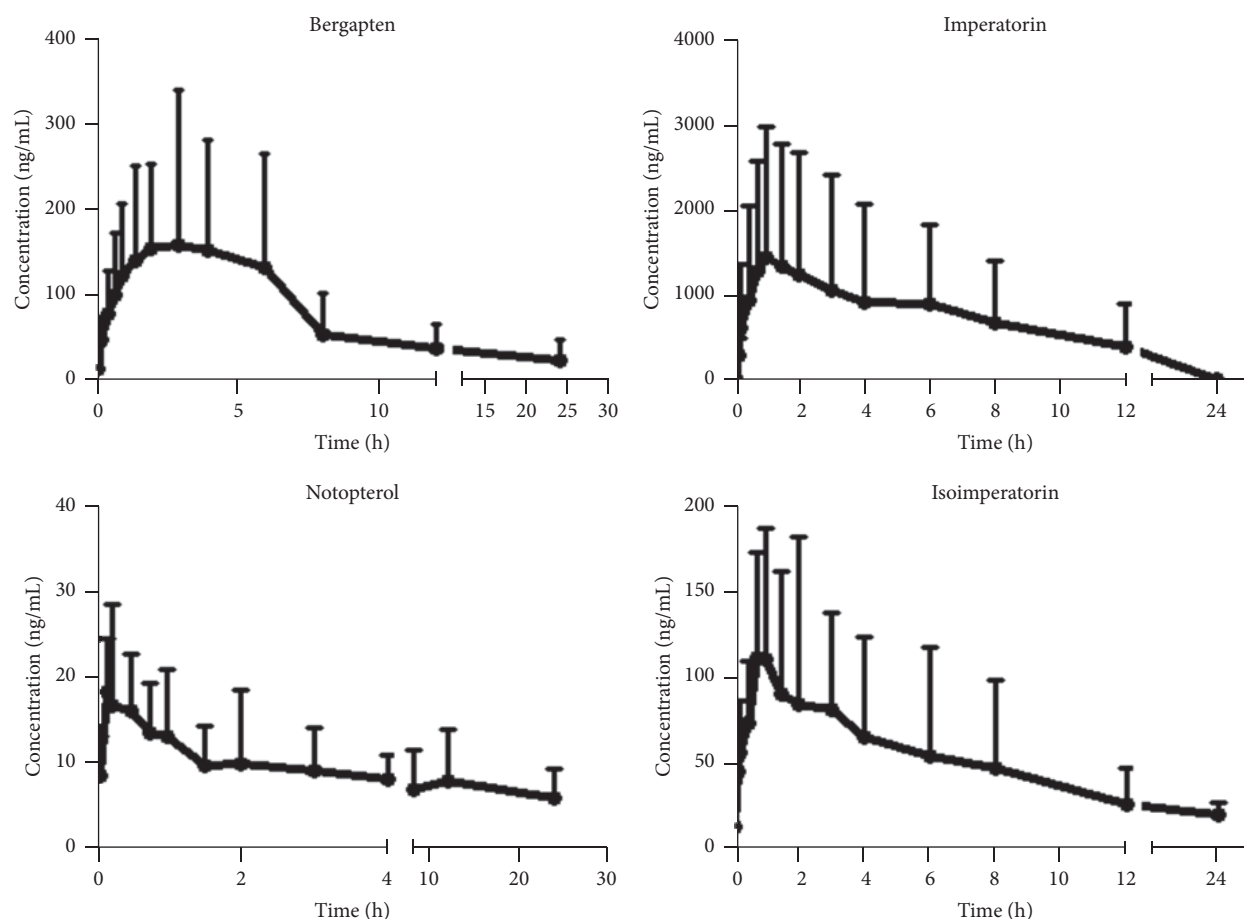 Bergapten
Concentration (ng/mL)
400
300
200
100
0
0 5 10 15 20 25 30
Time (h)
Imperatorin
Concentration (ng/mL)
4000
3000
2000
1000
0
0 2 4 6 8 10 12 24
Time (h)
Notopterol
Concentration (ng/mL)
40
30
20
10
0
0 2 4 10 20 30
Time (h)
Isoimperatorin
Concentration (ng/mL)
200
150
100
50
0
0 2 4 6 8 10 12 24
Time (h)